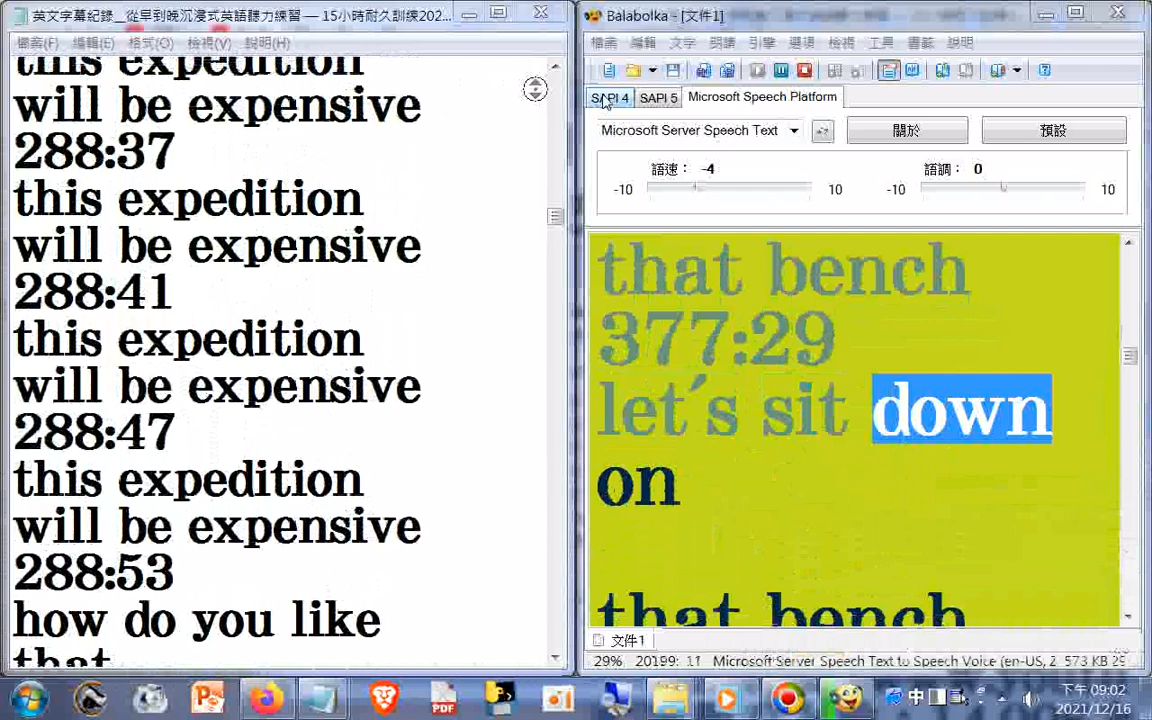 英文字幕紀錄__從早到晚沉浸式英語聽力練習 — 15小時耐久訓練202...
檔案(F) 編輯(E) 格式(O) 檢視(V) 說明(H)
this expedition
will be expensive
288:37
this expedition
will be expensive
288:41
this expedition
will be expensive
288:47
this expedition
will be expensive
288:53
how do you like
that
Balabolka - [文件1]
檔案 編輯 文字 朗讀 引擎 選項 檢視 工具 書籤 說明
SAPI 4 SAPI 5 Microsoft Speech Platform
Microsoft Server Speech Text 關於 預設
語速： -4 語調： 0
-10 10 -10 10
that bench
377:29
let's sit down
on
that bench
文件1
29% 20199: 11 Microsoft Server Speech Text to Speech Voice (en-US, Z 573 KB
PDF
中
下午 09:02
2021/12/16